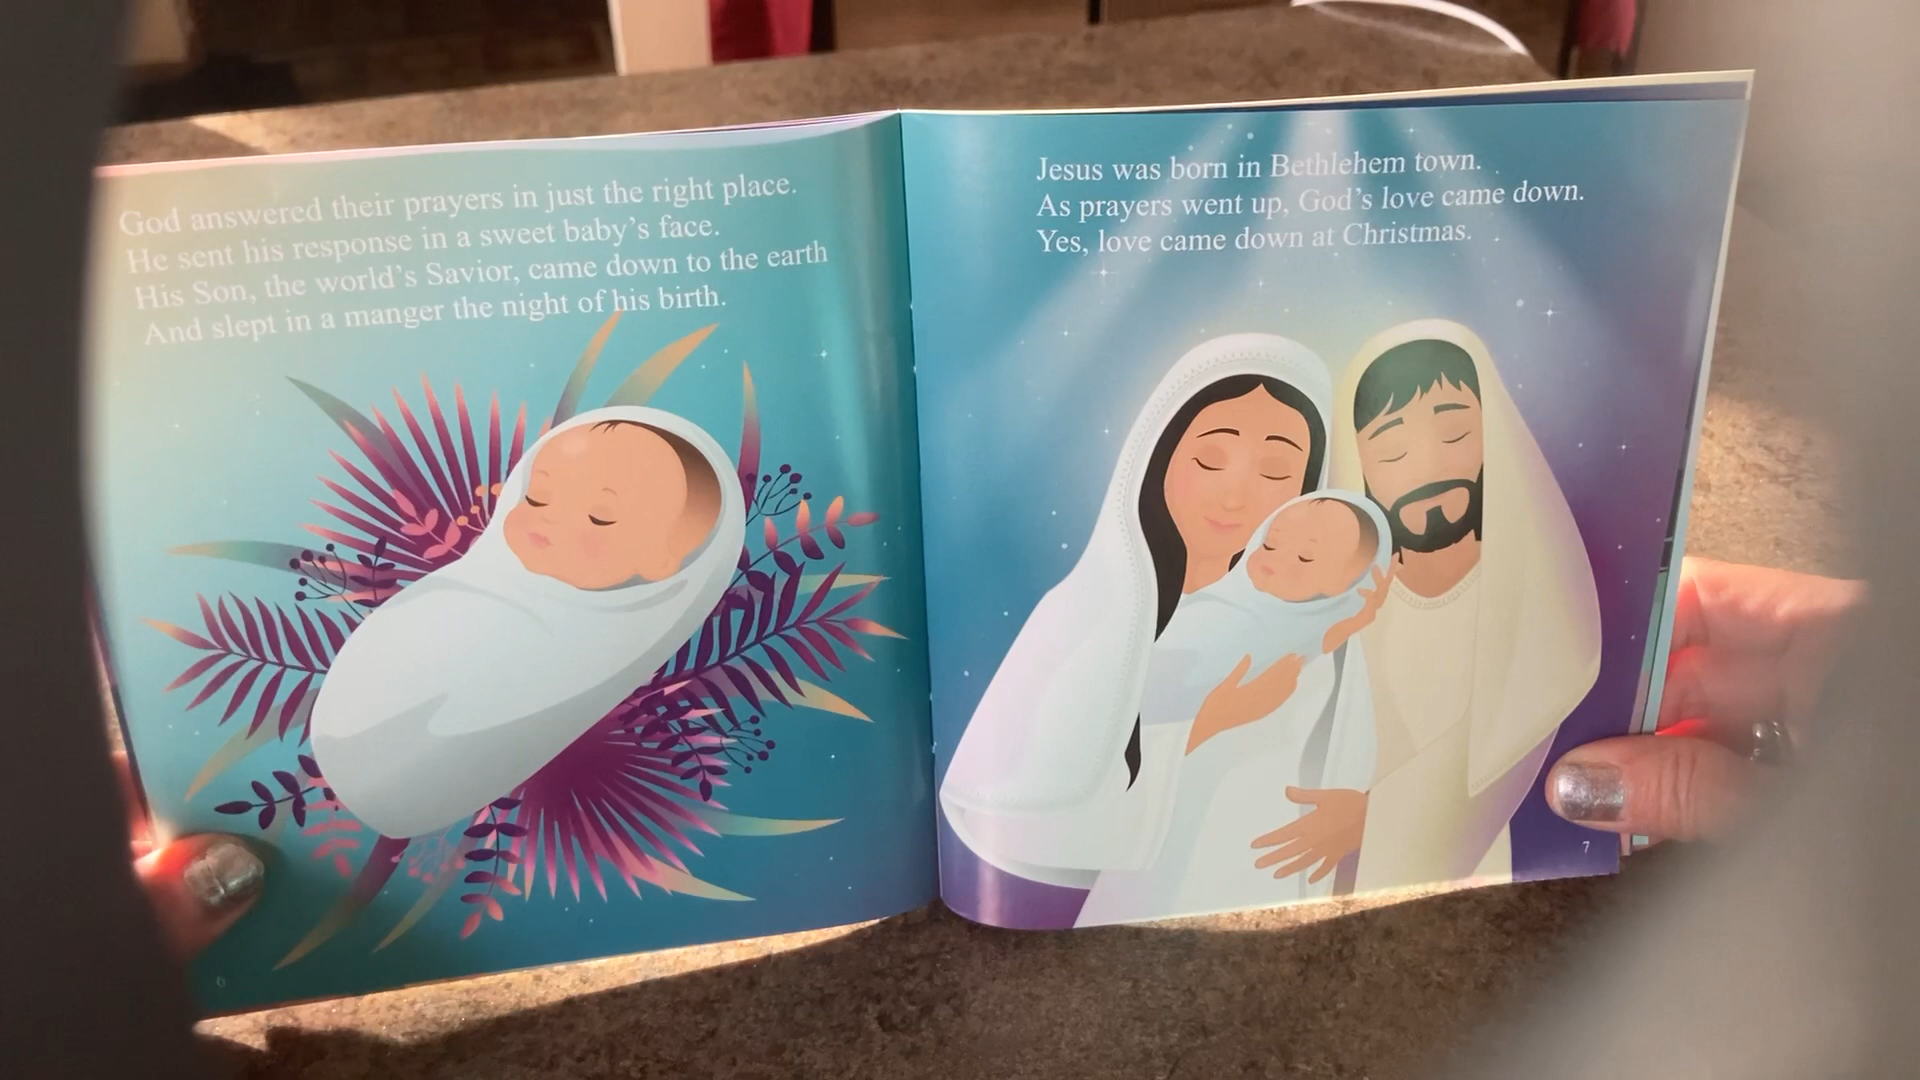 God answered their prayers in just the right place.
He sent his response in a sweet baby's face.
His Son, the world's Savior, came down to the earth
And slept in a manger the night of his birth.
6
Jesus was born in Bethlehem town.
As prayers went up, God's love came down.
Yes, love came down at Christmas.
7